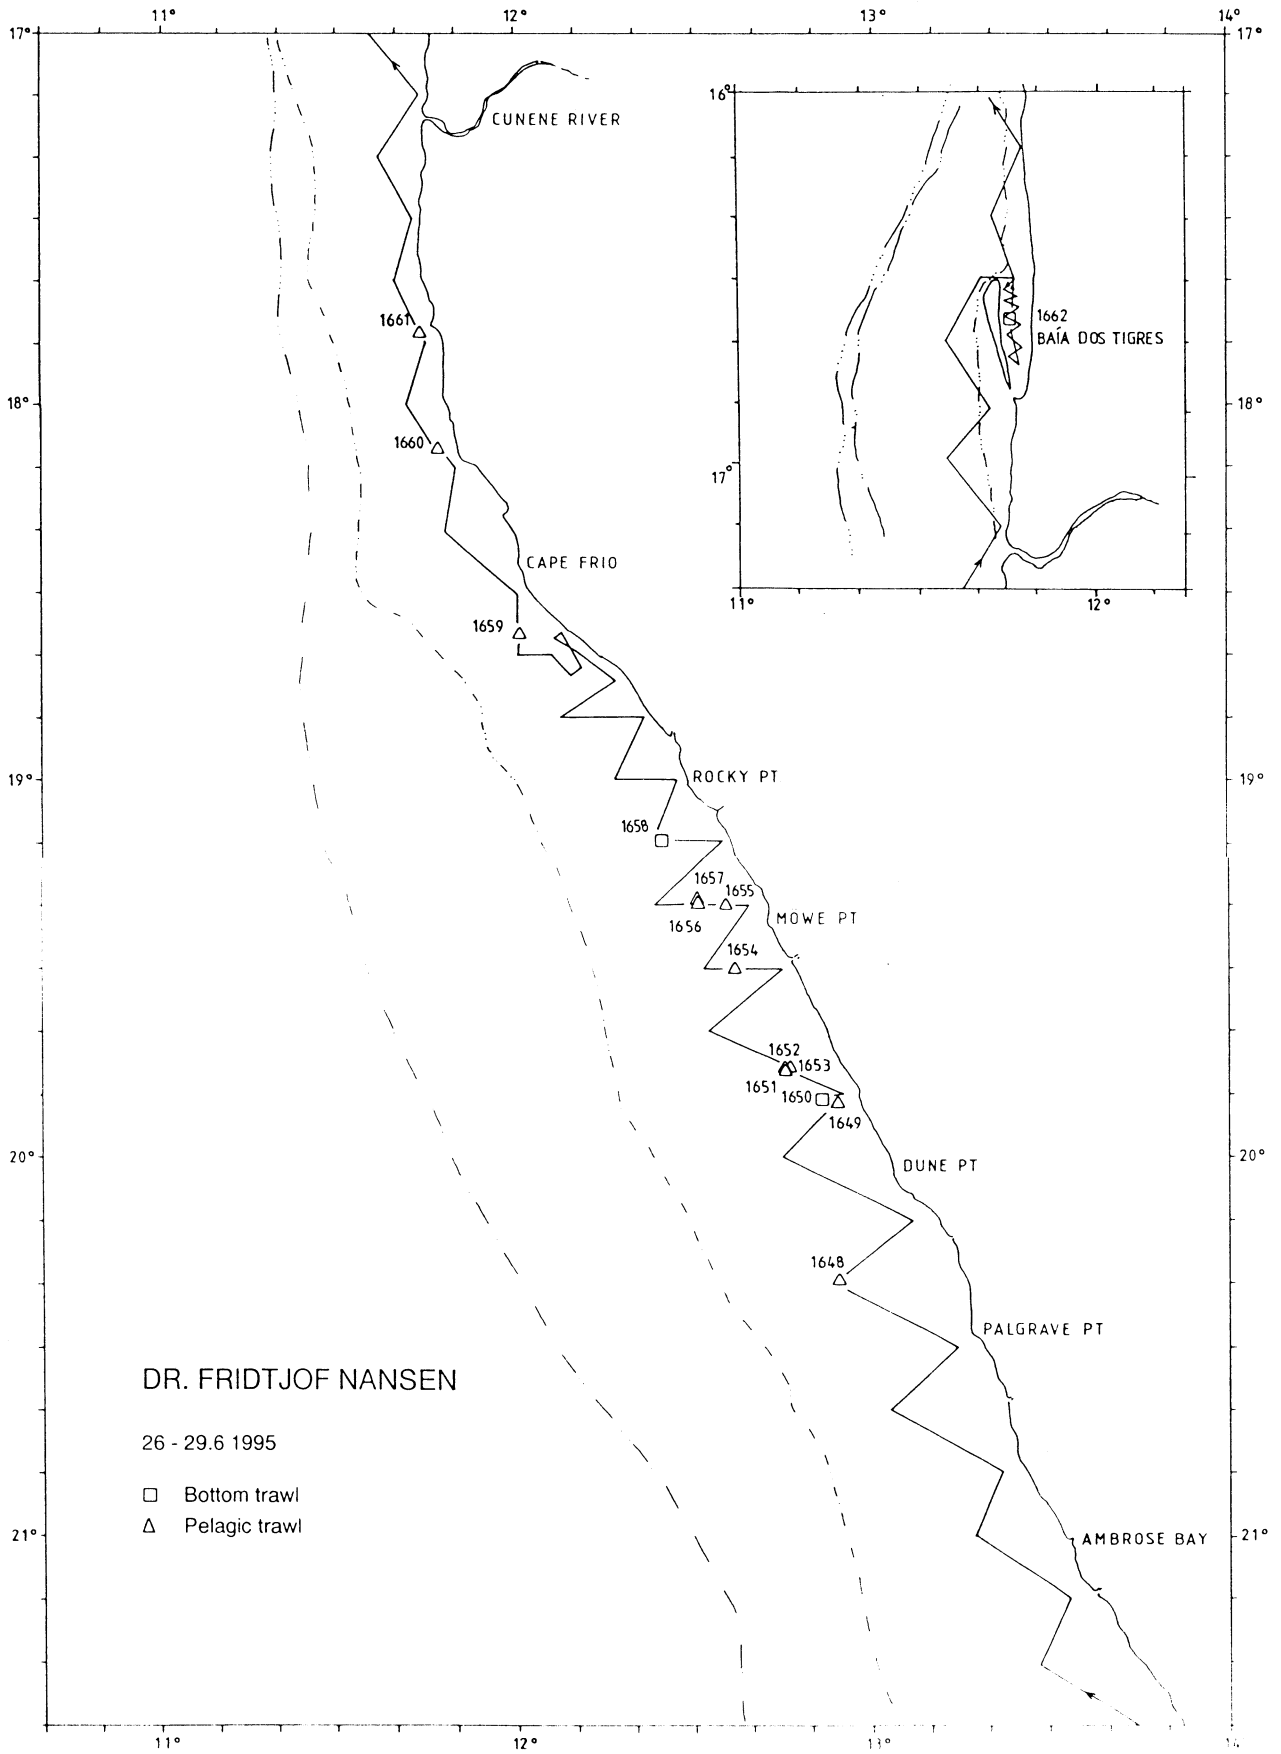 11° 12° 13° 14°
17° 17°
CUNENE RIVER
16°
1662
BAÍA DOS TIGRES
1661
18° 18°
1660
17°
CAPE FRIO
11° 12°
1659
19° ROCKY PT 19°
1658
1657
1655
1656
MÖWE PT
1654
1652
1653
1651
1650
1649
20° DUNE PT 20°
1648
PALGRAVE PT
DR. FRIDTJOF NANSEN
26 - 29.6 1995
Bottom trawl
Pelagic trawl
21° AMBROSE BAY 21°
11° 12° 13° 14